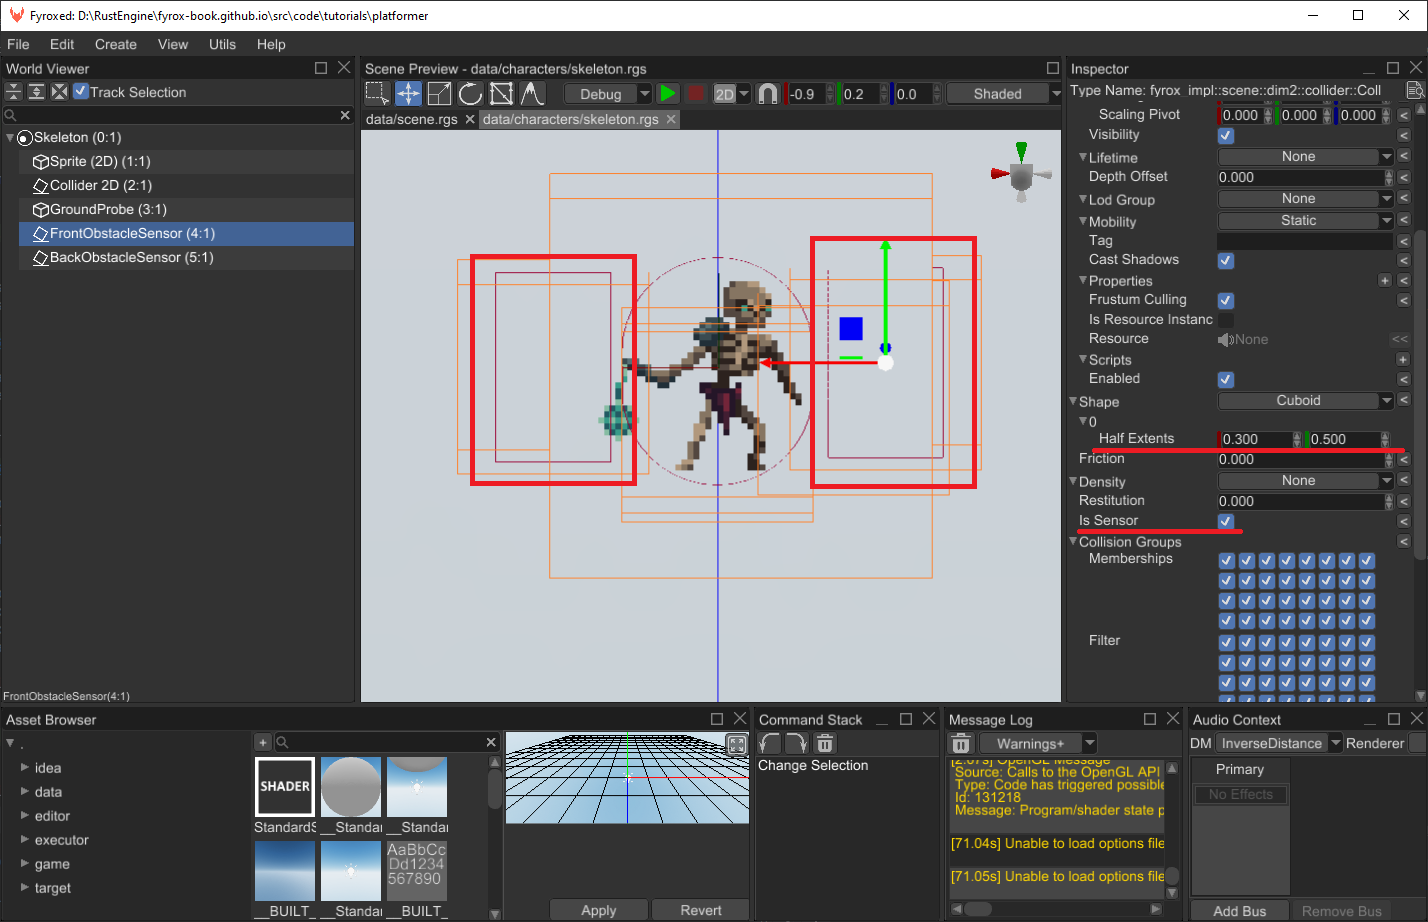 Fyroxed: D:\RustEngine\fyrox-book.github.io\src\code\tutorials\platformer
File Edit Create View Utils Help
World Viewer
Track Selection
Skeleton (0:1)
Sprite (2D) (1:1)
Collider 2D (2:1)
GroundProbe (3:1)
FrontObstacleSensor (4:1)
BackObstacleSensor (5:1)
FrontObstacleSensor(4:1)
Scene Preview - data/characters/skeleton.rgs
Debug 2D -0.9 0.2 0.0 Shaded
data/scene.rgs data/characters/skeleton.rgs
Inspector
Type Name: fyrox_impl::scene::dim2::collider::Coll
Scaling Pivot 0.000 0.000 0.000 <
Visibility <
Lifetime None <
Depth Offset 0.000 <
Lod Group None <
Mobility Static <
Tag <
Cast Shadows <
Properties + <
Frustum Culling <
Is Resource Instanc
Resource None <<
Scripts +
Enabled <
Shape Cuboid <
0
Half Extents 0.300 0.500
Friction 0.000 <
Density None <
Restitution 0.000 <
Is Sensor <
Collision Groups <
Memberships
Filter
Asset Browser
.
idea
data
editor
executor
game
target
+
SHADER
StandardS __Standar __Standar
AaBbCc
Dd1234
567890
__BUILT_ __Standar __BUILT_
Apply Revert
Command Stack
Change Selection
Message Log
Warnings+
[2.07s] OpenGL Message
Source: Calls to the OpenGL API
Type: Code has triggered possible
Id: 131218
Message: Program/shader state p
[71.04s] Unable to load options file
[71.05s] Unable to load options file
Audio Context
DM InverseDistance Renderer
Primary
No Effects
Add Bus Remove Bus